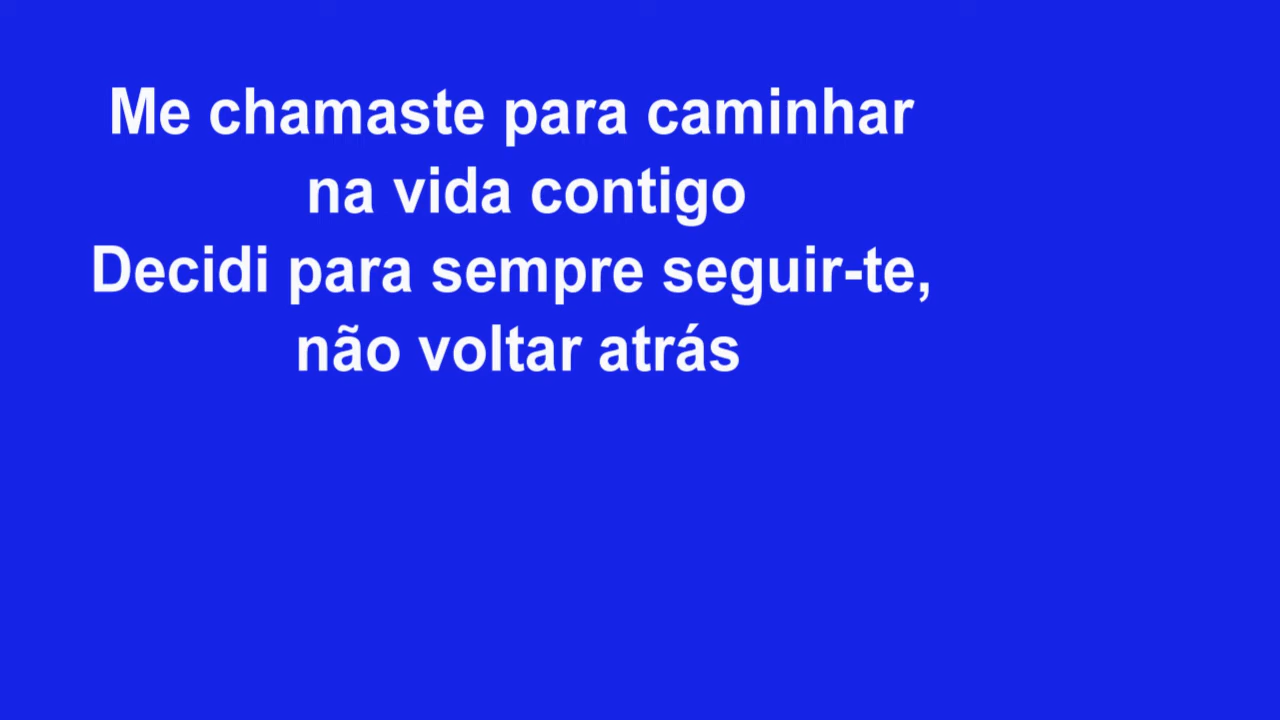 Me chamaste para caminhar
na vida contigo
Decidi para sempre seguir-te,
não voltar atrás